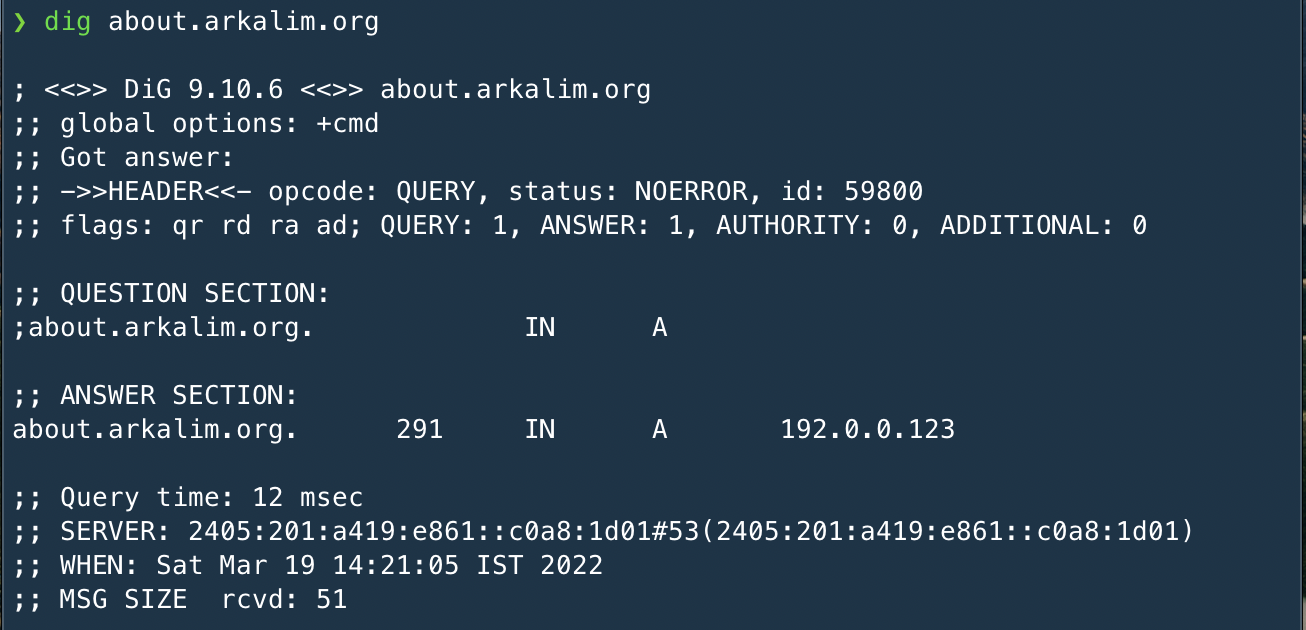 ❯ dig about.arkalim.org
; <<>> DiG 9.10.6 <<>> about.arkalim.org
;; global options: +cmd
;; Got answer:
;; ->>HEADER<<- opcode: QUERY, status: NOERROR, id: 59800
;; flags: qr rd ra ad; QUERY: 1, ANSWER: 1, AUTHORITY: 0, ADDITIONAL: 0
;; QUESTION SECTION:
;about.arkalim.org. IN A
;; ANSWER SECTION:
about.arkalim.org. 291 IN A 192.0.0.123
;; Query time: 12 msec
;; SERVER: 2405:201:a419:e861::c0a8:1d01#53(2405:201:a419:e861::c0a8:1d01)
;; WHEN: Sat Mar 19 14:21:05 IST 2022
;; MSG SIZE rcvd: 51